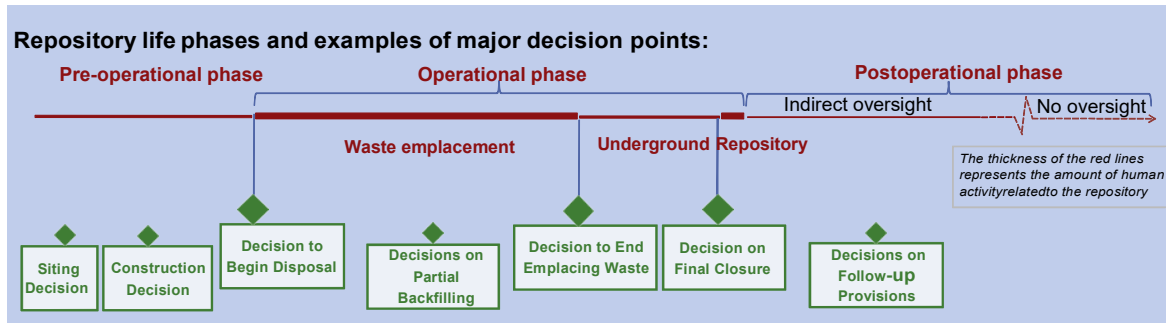 Repository life phases and examples of major decision points:
Pre-operational phase
Operational phase
Postoperational phase
Indirect oversight
No oversight
Waste emplacement
Underground Repository
The thickness of the red lines
represents the amount of human
activityrelatedto the repository
Siting
Decision
Construction
Decision
Decision to
Begin Disposal
Decisions on
Partial
Backfilling
Decision to End
Emplacing Waste
Decision on
Final Closure
Decisions on
Follow-up
Provisions